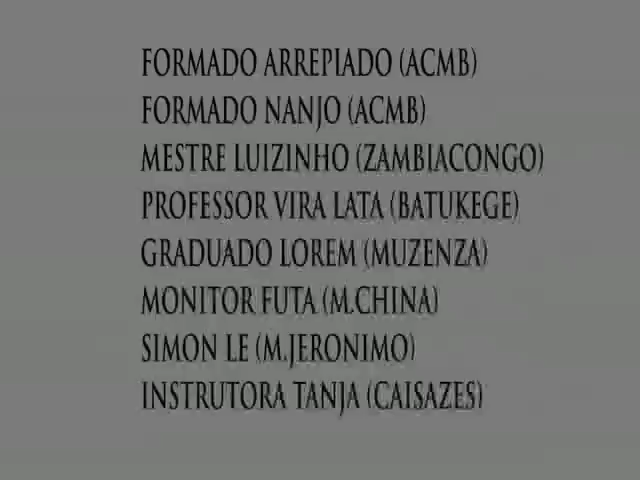 FORMADO ARREPIADO (ACMB)
FORMADO NANJO (ACMB)
MESTRE LUIZINHO (ZAMBIACONGO)
PROFESSOR VIRA LATA (BATUKEGE)
GRADUADO LOREM (MUZENZA)
MONITOR FUTA (M.CHINA)
SIMON LE (M.JERONIMO)
INSTRUTORA TANJA (CAISAZES)